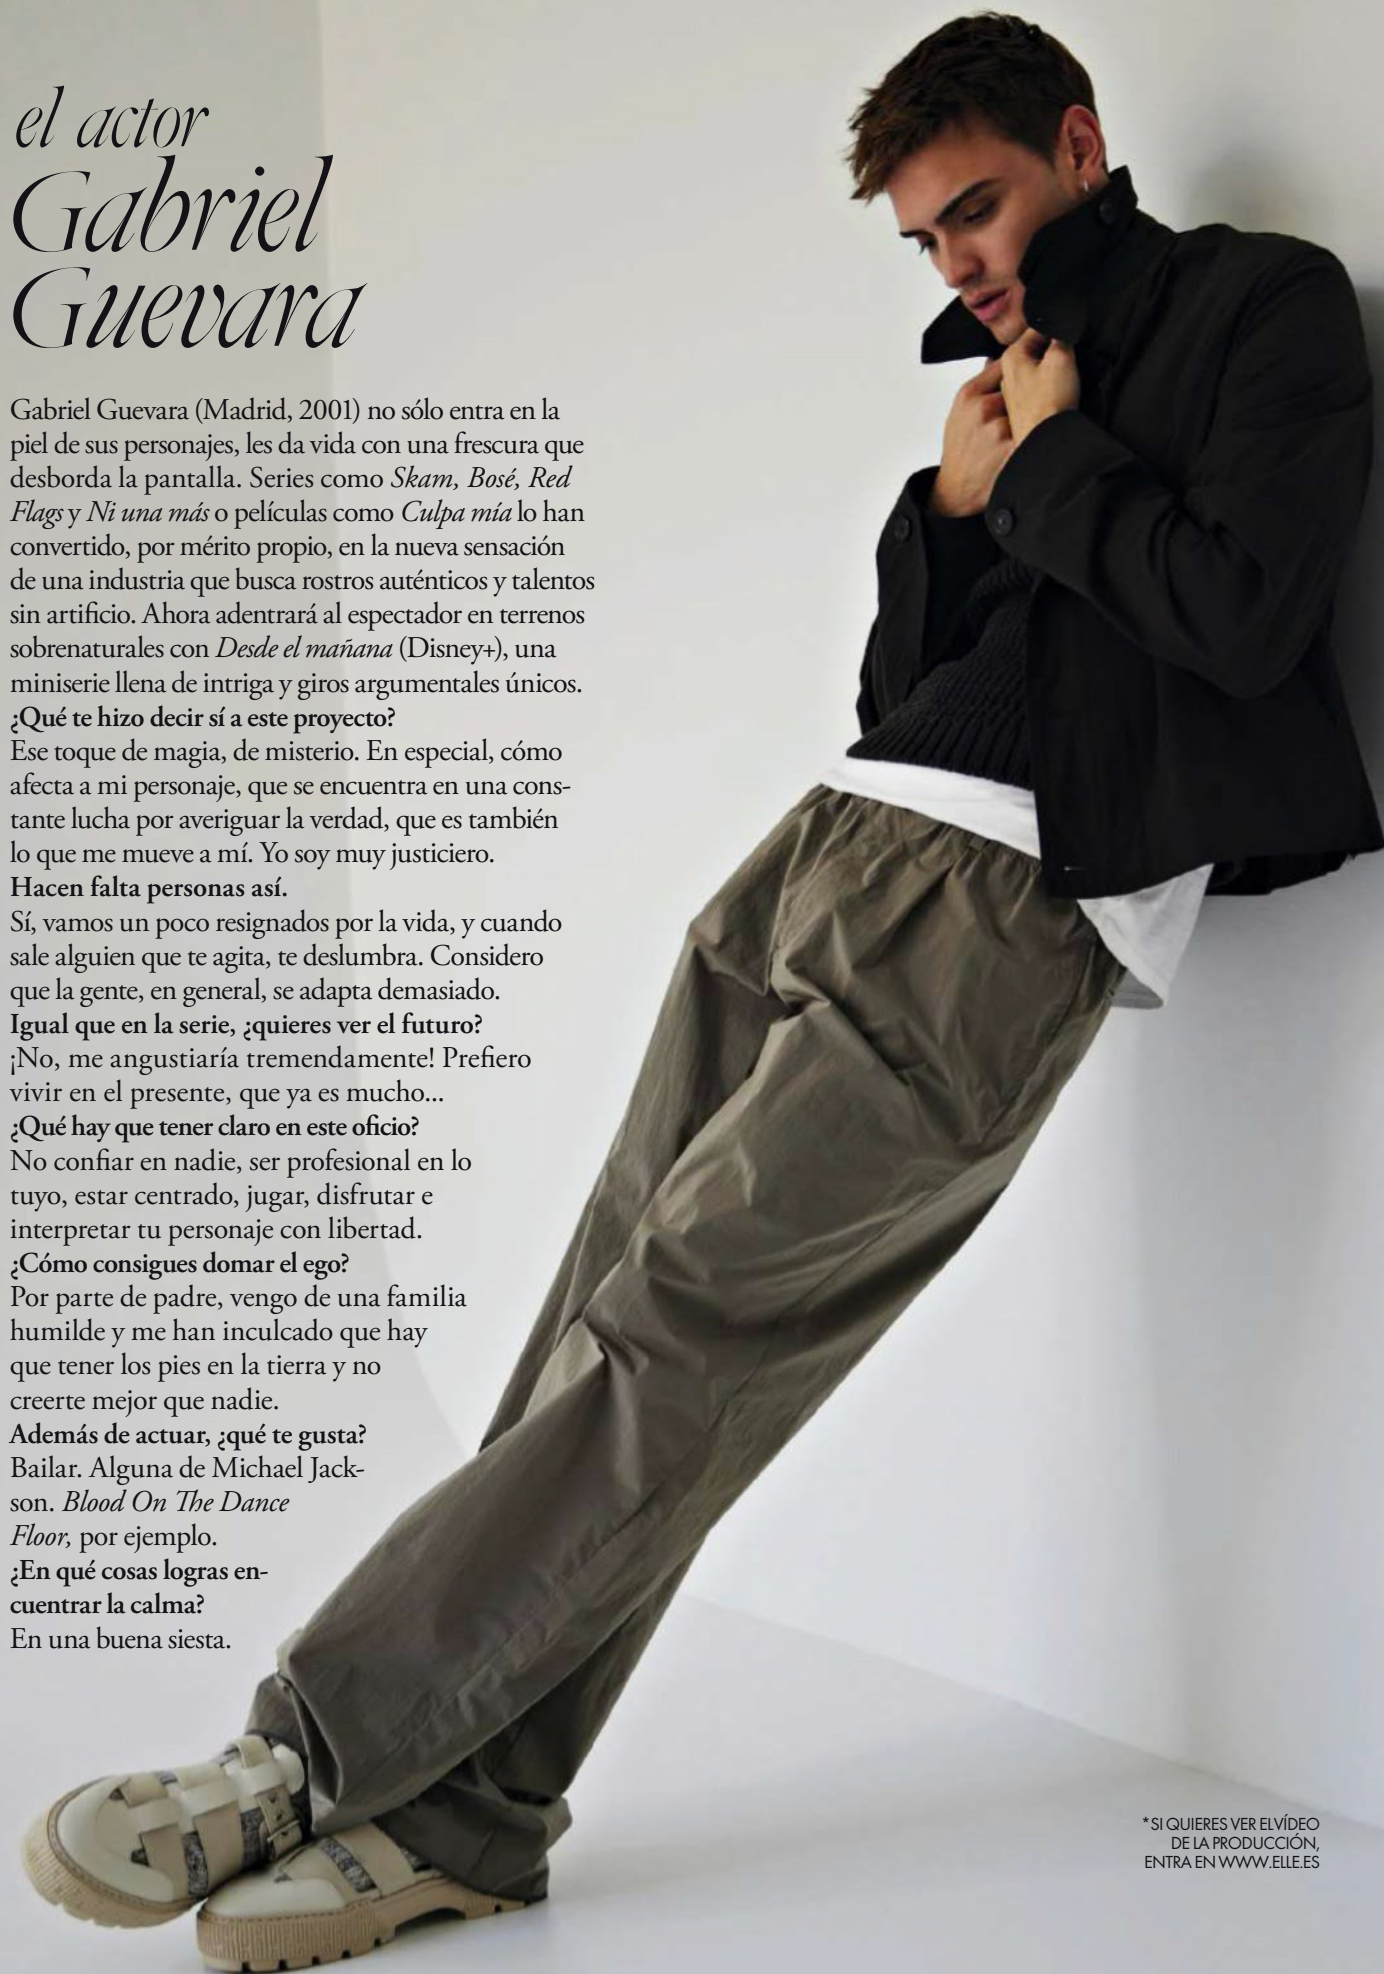 el actor
Gabriel
Guevara
Gabriel Guevara (Madrid, 2001) no sólo entra en la
piel de sus personajes, les da vida con una frescura que
desborda la pantalla. Series como Skam, Bosé, Red
Flags y Ni una más o películas como Culpa mía lo han
convertido, por mérito propio, en la nueva sensación
de una industria que busca rostros auténticos y talentos
sin artificio. Ahora adentrará al espectador en terrenos
sobrenaturales con Desde el mañana (Disney+), una
miniserie llena de intriga y giros argumentales únicos.
¿Qué te hizo decir sí a este proyecto?
Ese toque de magia, de misterio. En especial, cómo
afecta a mi personaje, que se encuentra en una cons-
tante lucha por averiguar la verdad, que es también
lo que me mueve a mí. Yo soy muy justiciero.
Hacen falta personas así.
Sí, vamos un poco resignados por la vida, y cuando
sale alguien que te agita, te deslumbra. Considero
que la gente, en general, se adapta demasiado.
Igual que en la serie, ¿quieres ver el futuro?
¡No, me angustiaría tremendamente! Prefiero
vivir en el presente, que ya es mucho...
¿Qué hay que tener claro en este oficio?
No confiar en nadie, ser profesional en lo
tuyo, estar centrado, jugar, disfrutar e
interpretar tu personaje con libertad.
¿Cómo consigues domar el ego?
Por parte de padre, vengo de una familia
humilde y me han inculcado que hay
que tener los pies en la tierra y no
creerte mejor que nadie.
Además de actuar, ¿qué te gusta?
Bailar. Alguna de Michael Jack-
son. Blood On The Dance
Floor, por ejemplo.
¿En qué cosas logras en-
cuentrar la calma?
En una buena siesta.
*SI QUIERES VER ELVÍDEO
DE LA PRODUCCIÓN,
ENTRA EN WWW.ELLE.ES